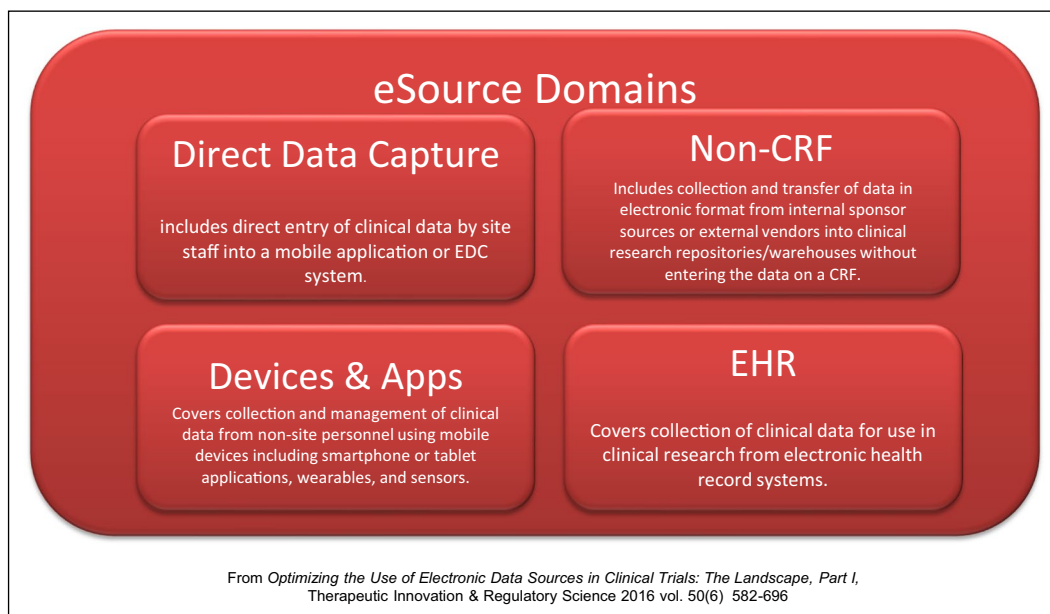 eSource Domains
Direct Data Capture
includes direct entry of clinical data by site
staff into a mobile application or EDC
system.
Non-CRF
Includes collection and transfer of data in
electronic format from internal sponsor
sources or external vendors into clinical
research repositories/warehouses without
entering the data on a CRF.
Devices & Apps
Covers collection and management of clinical
data from non-site personnel using mobile
devices including smartphone or tablet
applications, wearables, and sensors.
EHR
Covers collection of clinical data for use in
clinical research from electronic health
record systems.
From Optimizing the Use of Electronic Data Sources in Clinical Trials: The Landscape, Part I,
Therapeutic Innovation & Regulatory Science 2016 vol. 50(6) 582-696